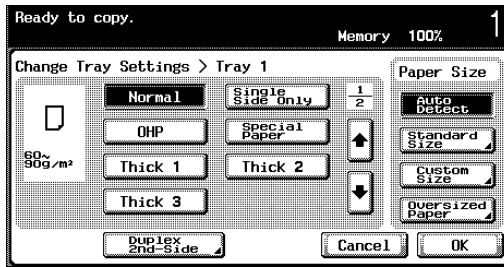 Ready to copy.
1
Memory 100%
Change Tray Settings > Tray 1
Paper Size
Normal
Single
Side Only
1
2
Auto
Detect
OHP
Special
Paper
Standard
Size
60~
90g/m²
Thick 1
Thick 2
Custom
Size
Thick 3
Oversized
Paper
Duplex
2nd-Side
Cancel
OK